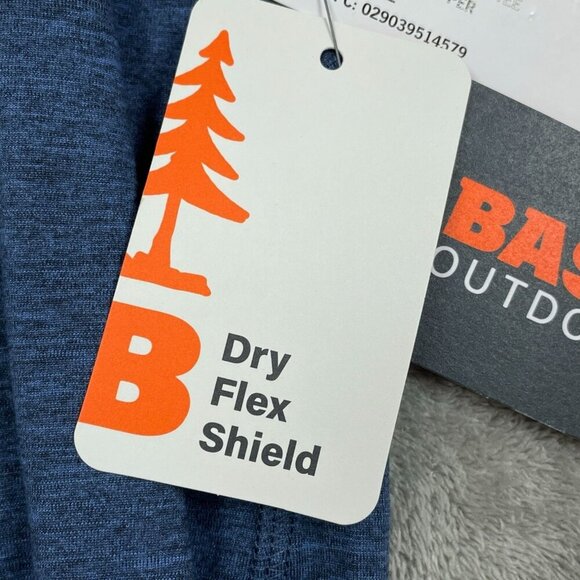 C: 029039514579
BAS
OUTDO
B
Dry
Flex
Shield